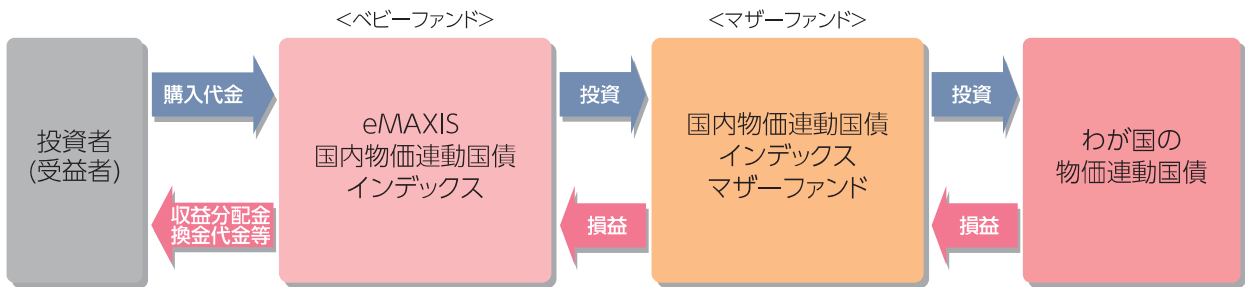 <ベビーファンド>
<マザーファンド>
投資者
(受益者)
購入代金
収益分配金
換金代金等
eMAXIS
国内物価連動国債
インデックス
投資
損益
国内物価連動国債
インデックス
マザーファンド
投資
損益
わが国の
物価連動国債